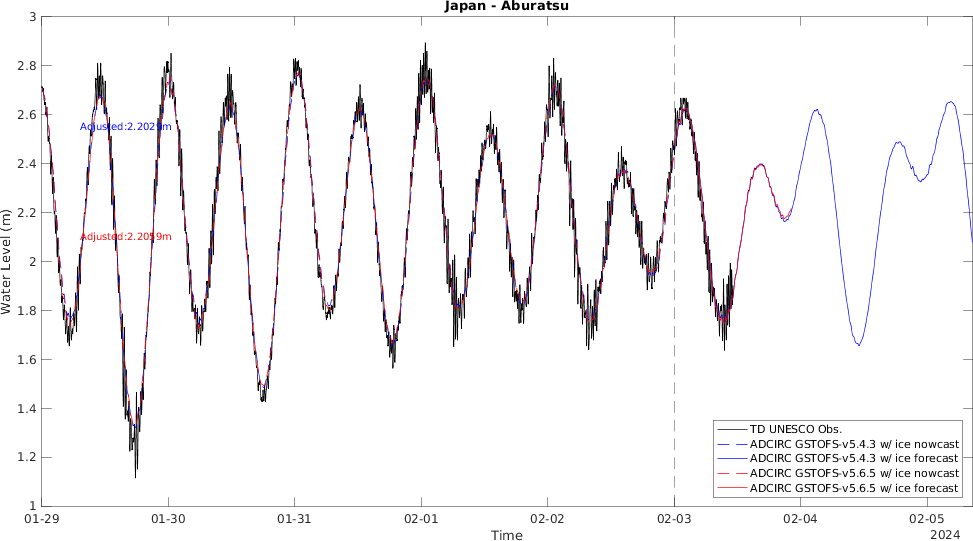 Japan - Aburatsu
Water Level (m)
3
2.8
2.6
2.4
2.2
2
1.8
1.6
1.4
1.2
1
Adjusted:2.2029m
Adjusted:2.2059m
TD UNESCO Obs.
ADCIRC GSTOFS-v5.4.3 w/ ice nowcast
ADCIRC GSTOFS-v5.4.3 w/ ice forecast
ADCIRC GSTOFS-v5.6.5 w/ ice nowcast
ADCIRC GSTOFS-v5.6.5 w/ ice forecast
01-29 01-30 01-31 02-01 02-02 02-03 02-04 02-05
Time
2024